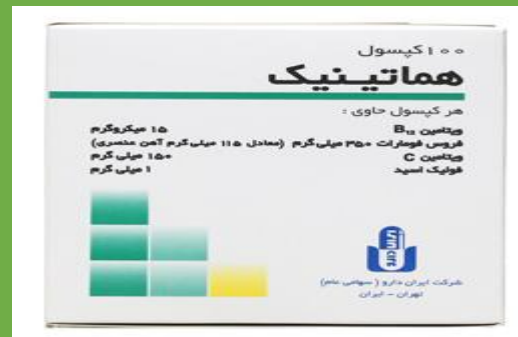 ۱۰۰ کپسول
هماتینیک
هر کپسول حاوی :
ویتامین B₁₂ ۱۵ میکروگرم
فروس فومارات ۳۵۰ میلی گرم (معادل ۱۱۵ میلی گرم آهن عنصری)
ویتامین C ۱۵۰ میلی گرم
فولیک اسید ۱ میلی گرم
شرکت ایران دارو ( سهامی عام)
تهران - ایران